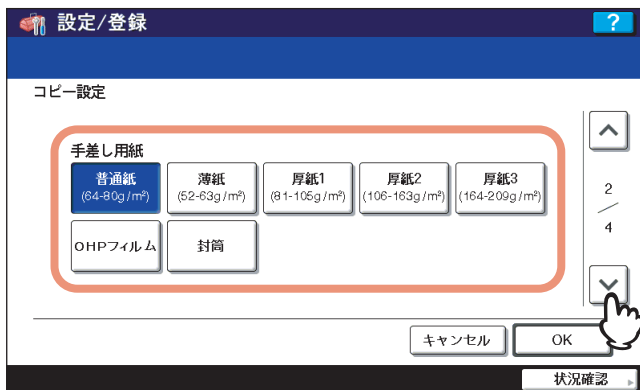 設定/登録
?
コピー設定
手差し用紙
普通紙 薄紙 厚紙1 厚紙2 厚紙3
(64-80g/m²) (52-63g/m²) (81-105g/m²) (106-163g/m²) (164-209g/m²)
OHPフィルム 封筒
2
/
4
キャンセル OK
状況確認